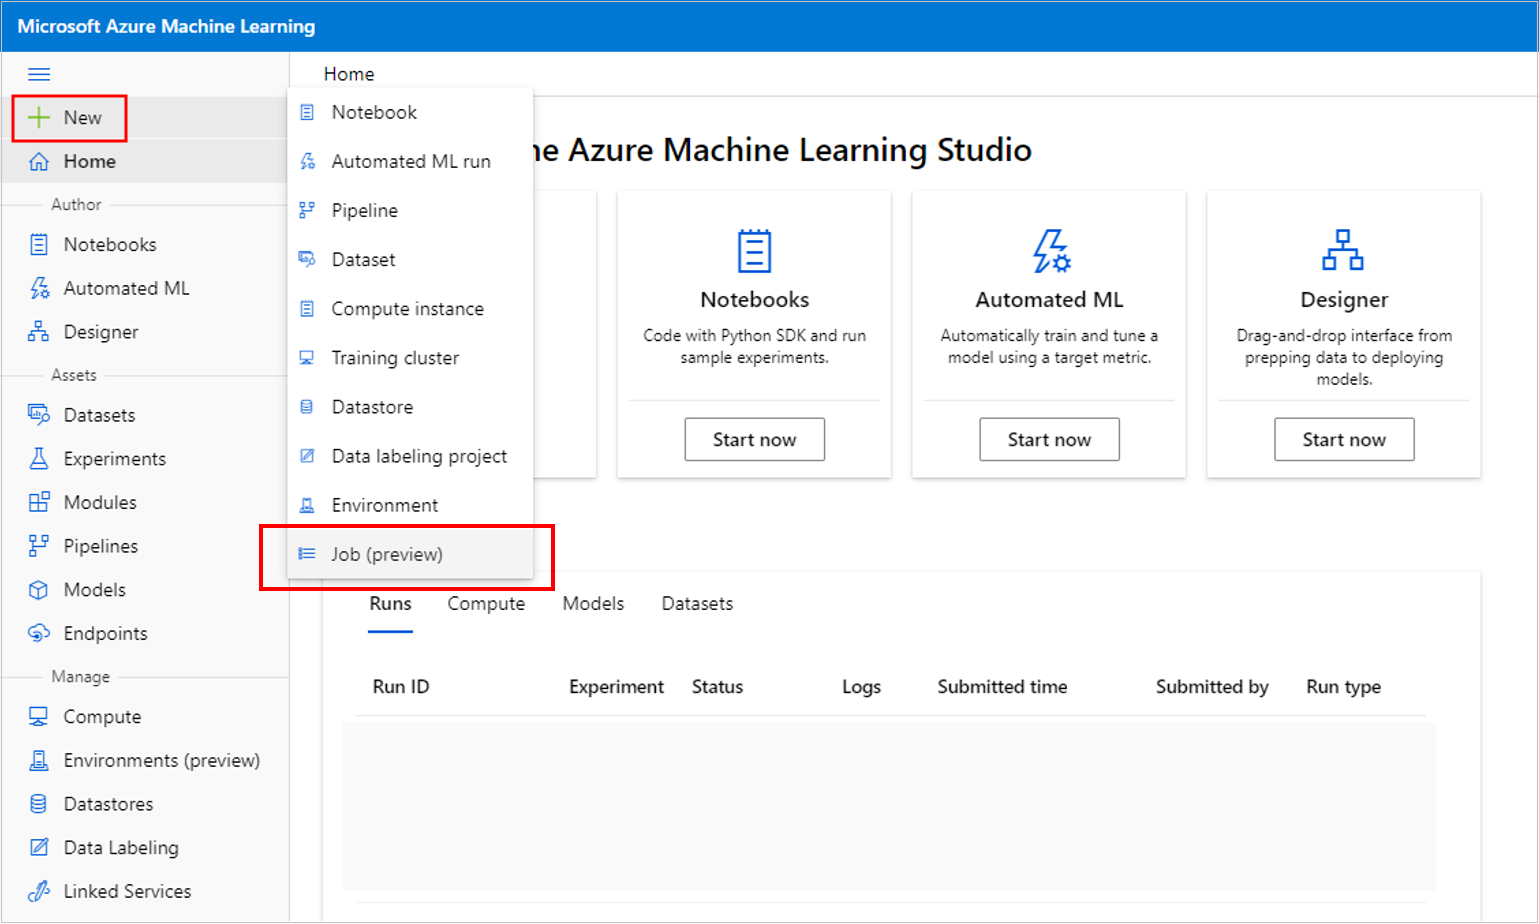 Microsoft Azure Machine Learning
New
Home
Author
Notebooks
Automated ML
Designer
Assets
Datasets
Experiments
Modules
Pipelines
Models
Endpoints
Manage
Compute
Environments (preview)
Datastores
Data Labeling
Linked Services
Home
Notebook
Automated ML run
Pipeline
Dataset
Compute instance
Training cluster
Datastore
Data labeling project
Environment
Job (preview)
Azure Machine Learning Studio
Notebooks
Code with Python SDK and run
sample experiments.
Start now
Automated ML
Automatically train and tune a
model using a target metric.
Start now
Designer
Drag-and-drop interface from
prepping data to deploying
models.
Start now
Runs Compute Models Datasets
Run ID Experiment Status Logs Submitted time Submitted by Run type